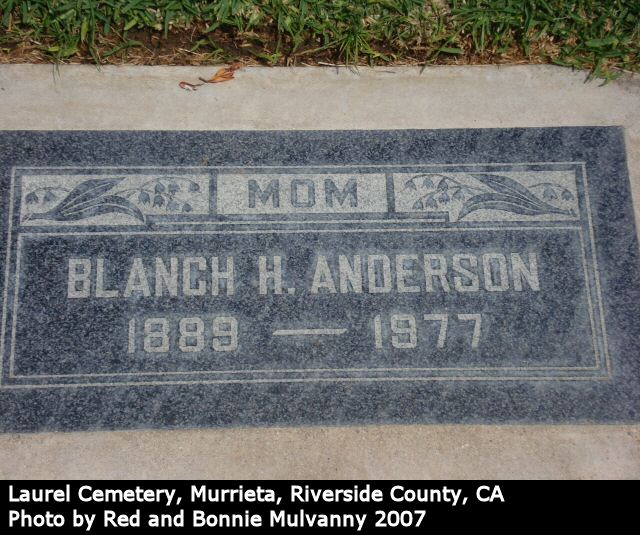 MOM
BLANCH H. ANDERSON
1889 — 1977
Laurel Cemetery, Murrieta, Riverside County, CA
Photo by Red and Bonnie Mulvanny 2007